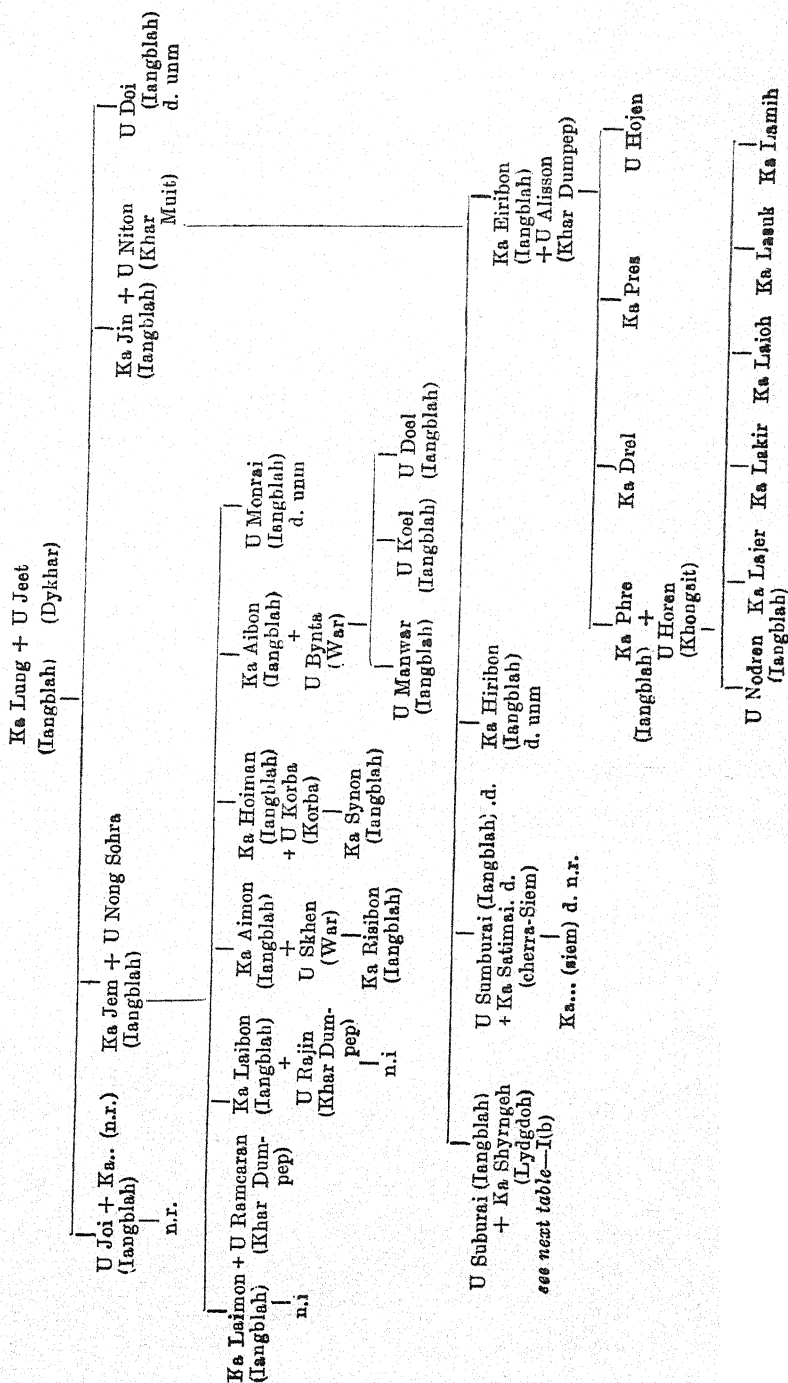 Ka Lung + U Jeet
(Iangblah) (Dykhar)
U Joi + Ka.. (n.r.)
(Iangblah)
n.r.
Ka Jem + U Nong Sohra
(Iangblah)
Ka Jin + U Niton
(Iangblah) (Khar
Muit)
U Doi
(Iangblah)
d. unm
Ka Laimon + U Ramcaran
(Iangblah) (Khar Dum-
pep)
n.i
Ka Laibon
(Iangblah)
+
U Rajin
(Khar Dum-
pep)
n.i
Ka Aimon
(Iangblah)
+
U Skhen
(War)
Ka Risibon
(Iangblah)
Ka Hoiman
(Iangblah)
+ U Korba
(Korba)
Ka Synon
(Iangblah)
Ka Aibon
(Iangblah)
+
U Bynta
(War)
U Monrai
(Iangblah)
d. unm
U Manwar
(Iangblah)
U Koel
(Iangblah)
U Doel
(Iangblah)
U Suburai (Iangblah)
+ Ka Shyrngeh
(Lydgdoh)
see next table—I(b)
U Sumburai (Iangblah; .d.
+ Ka Satimai. d.
(cherra-Siem)
Ka... (siem) d. n.r.
Ka Hiribon
(Iangblah)
d. unm
Ka Eiribon
(Iangblah)
+ U Alisson
(Khar Dumpep)
Ka Phre
(Iangblah) +
U Horen
(Khongsit)
Ka Drel
Ka Pres
U Hojen
U Nodren
(Iangblah)
Ka Lajer
Ka Lakir
Ka Laioh
Ka Lasuk
Ka Lamih